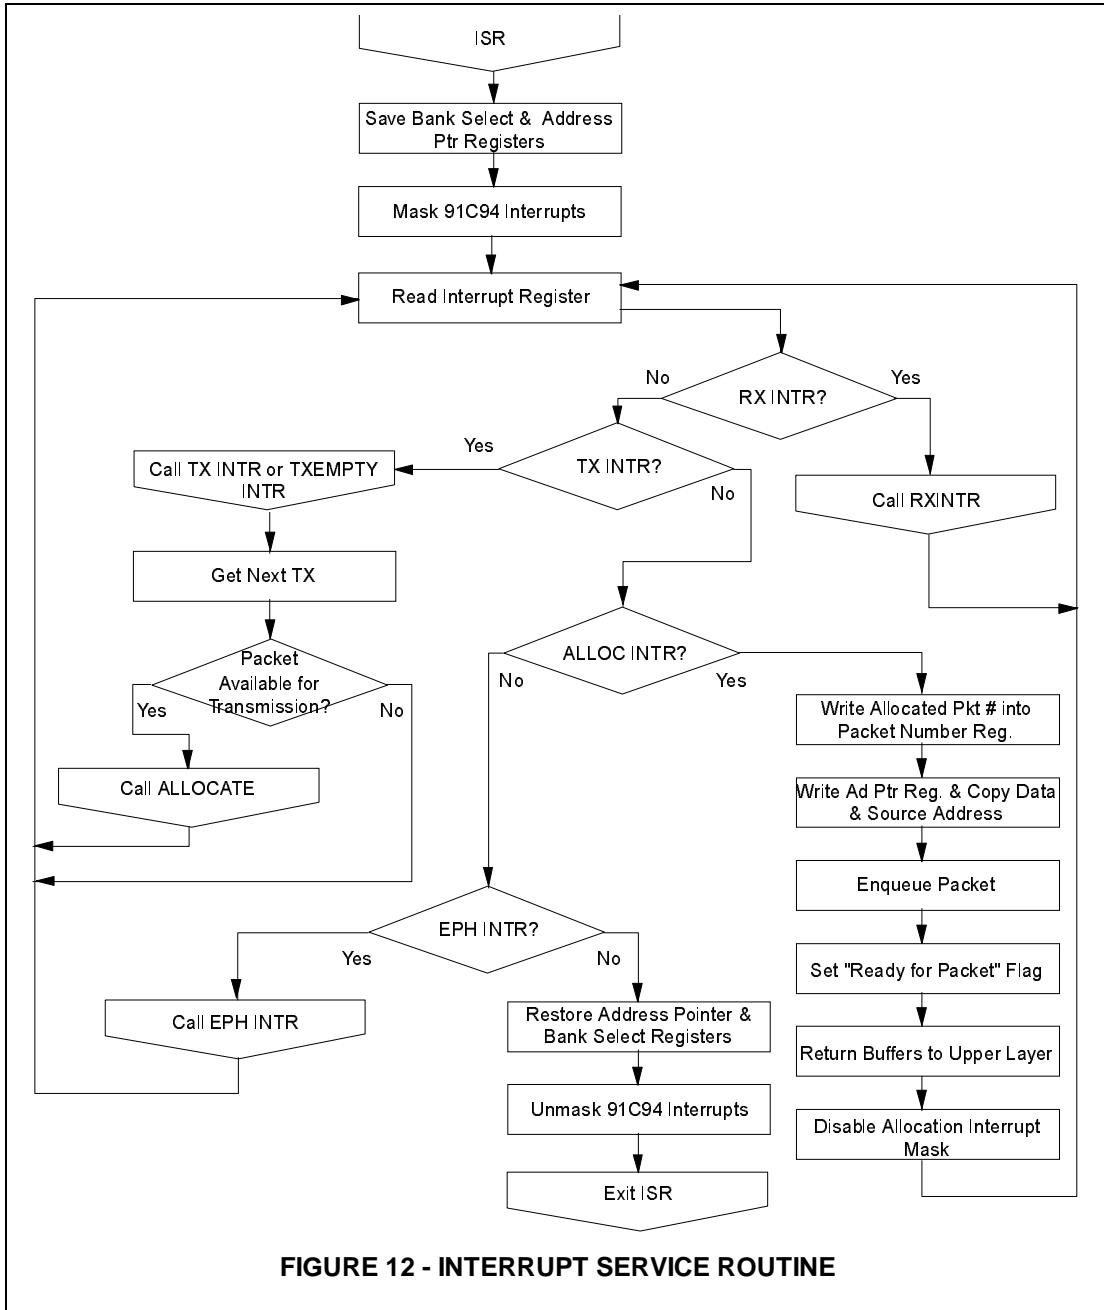 ISR
Save Bank Select & Address
Ptr Registers
Mask 91C94 Interrupts
Read Interrupt Register
No
RX INTR?
Yes
Yes
TX INTR?
No
Call TX INTR or TXEMPTY
INTR
Call RXINTR
Get Next TX
ALLOC INTR?
No
Yes
Packet
Available for
Transmission?
Yes
No
Write Allocated Pkt # into
Packet Number Reg.
Call ALLOCATE
Write Ad Ptr Reg. & Copy Data
& Source Address
Enqueue Packet
EPH INTR?
Yes
No
Set "Ready for Packet" Flag
Call EPH INTR
Restore Address Pointer &
Bank Select Registers
Return Buffers to Upper Layer
Unmask 91C94 Interrupts
Disable Allocation Interrupt
Mask
Exit ISR
FIGURE 12 - INTERRUPT SERVICE ROUTINE